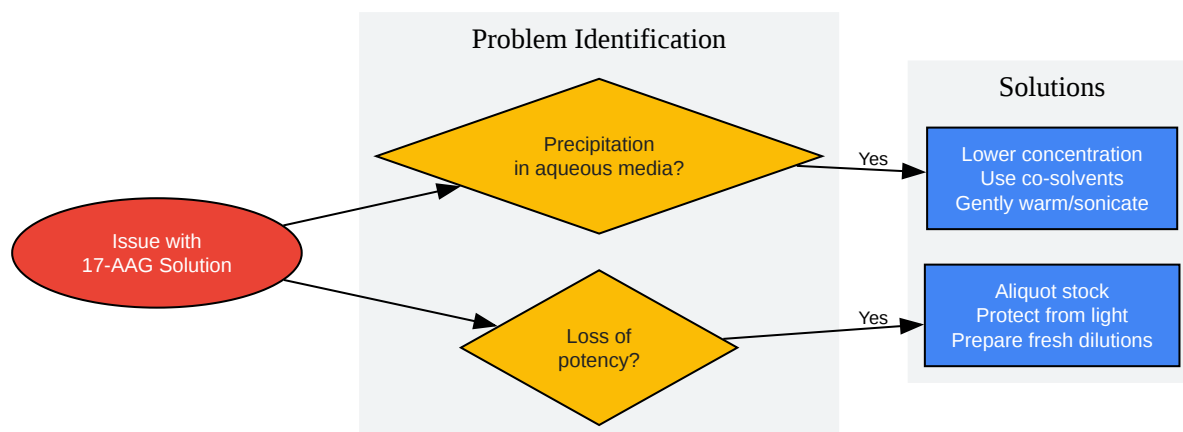 Problem Identification
Solutions
Precipitation
in aqueous media?
Yes
Lower concentration
Use co-solvents
Gently warm/sonicate
Issue with
17-AAG Solution
Loss of
potency?
Yes
Aliquot stock
Protect from light
Prepare fresh dilutions